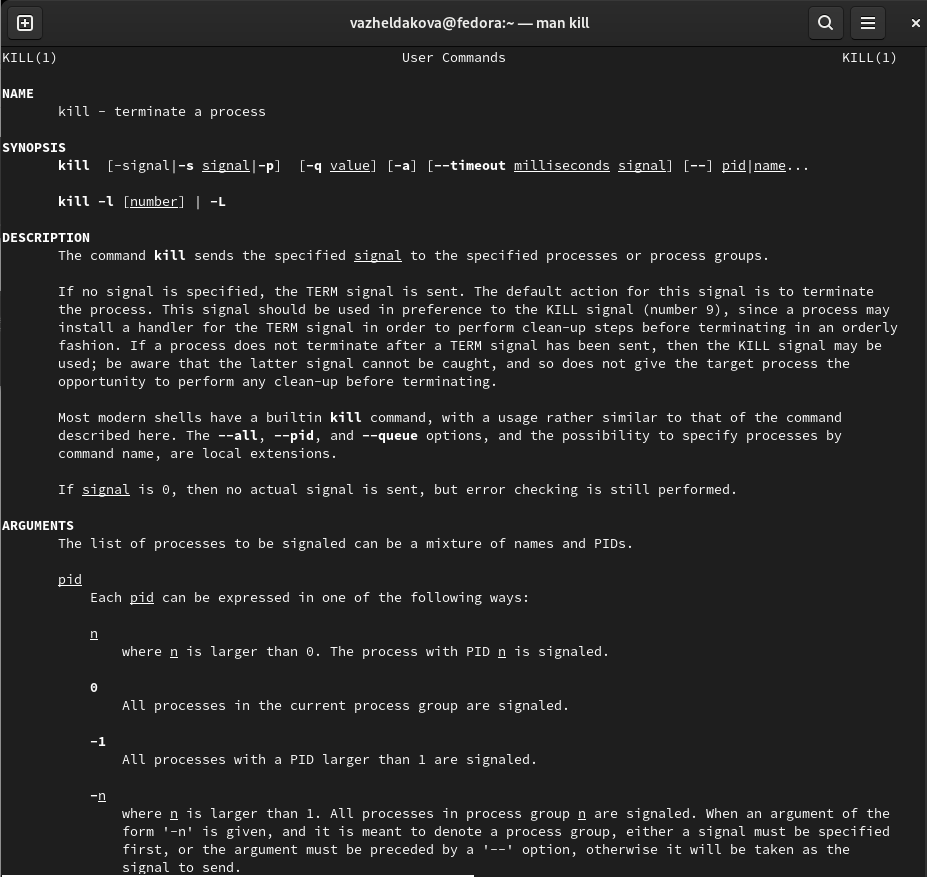 vazheldakova@fedora:~ — man kill
KILL(1) User Commands KILL(1)
NAME
kill - terminate a process
SYNOPSIS
kill [-signal|-s signal|-p] [-q value] [-a] [--timeout milliseconds signal] [--] pid|name...
kill -l [number] | -L
DESCRIPTION
The command kill sends the specified signal to the specified processes or process groups.
If no signal is specified, the TERM signal is sent. The default action for this signal is to terminate
the process. This signal should be used in preference to the KILL signal (number 9), since a process may
install a handler for the TERM signal in order to perform clean-up steps before terminating in an orderly
fashion. If a process does not terminate after a TERM signal has been sent, then the KILL signal may be
used; be aware that the latter signal cannot be caught, and so does not give the target process the
opportunity to perform any clean-up before terminating.
Most modern shells have a builtin kill command, with a usage rather similar to that of the command
described here. The --all, --pid, and --queue options, and the possibility to specify processes by
command name, are local extensions.
If signal is 0, then no actual signal is sent, but error checking is still performed.
ARGUMENTS
The list of processes to be signaled can be a mixture of names and PIDs.
pid
Each pid can be expressed in one of the following ways:
n
where n is larger than 0. The process with PID n is signaled.
0
All processes in the current process group are signaled.
-1
All processes with a PID larger than 1 are signaled.
-n
where n is larger than 1. All processes in process group n are signaled. When an argument of the
form '-n' is given, and it is meant to denote a process group, either a signal must be specified
first, or the argument must be preceded by a '--' option, otherwise it will be taken as the
signal to send.